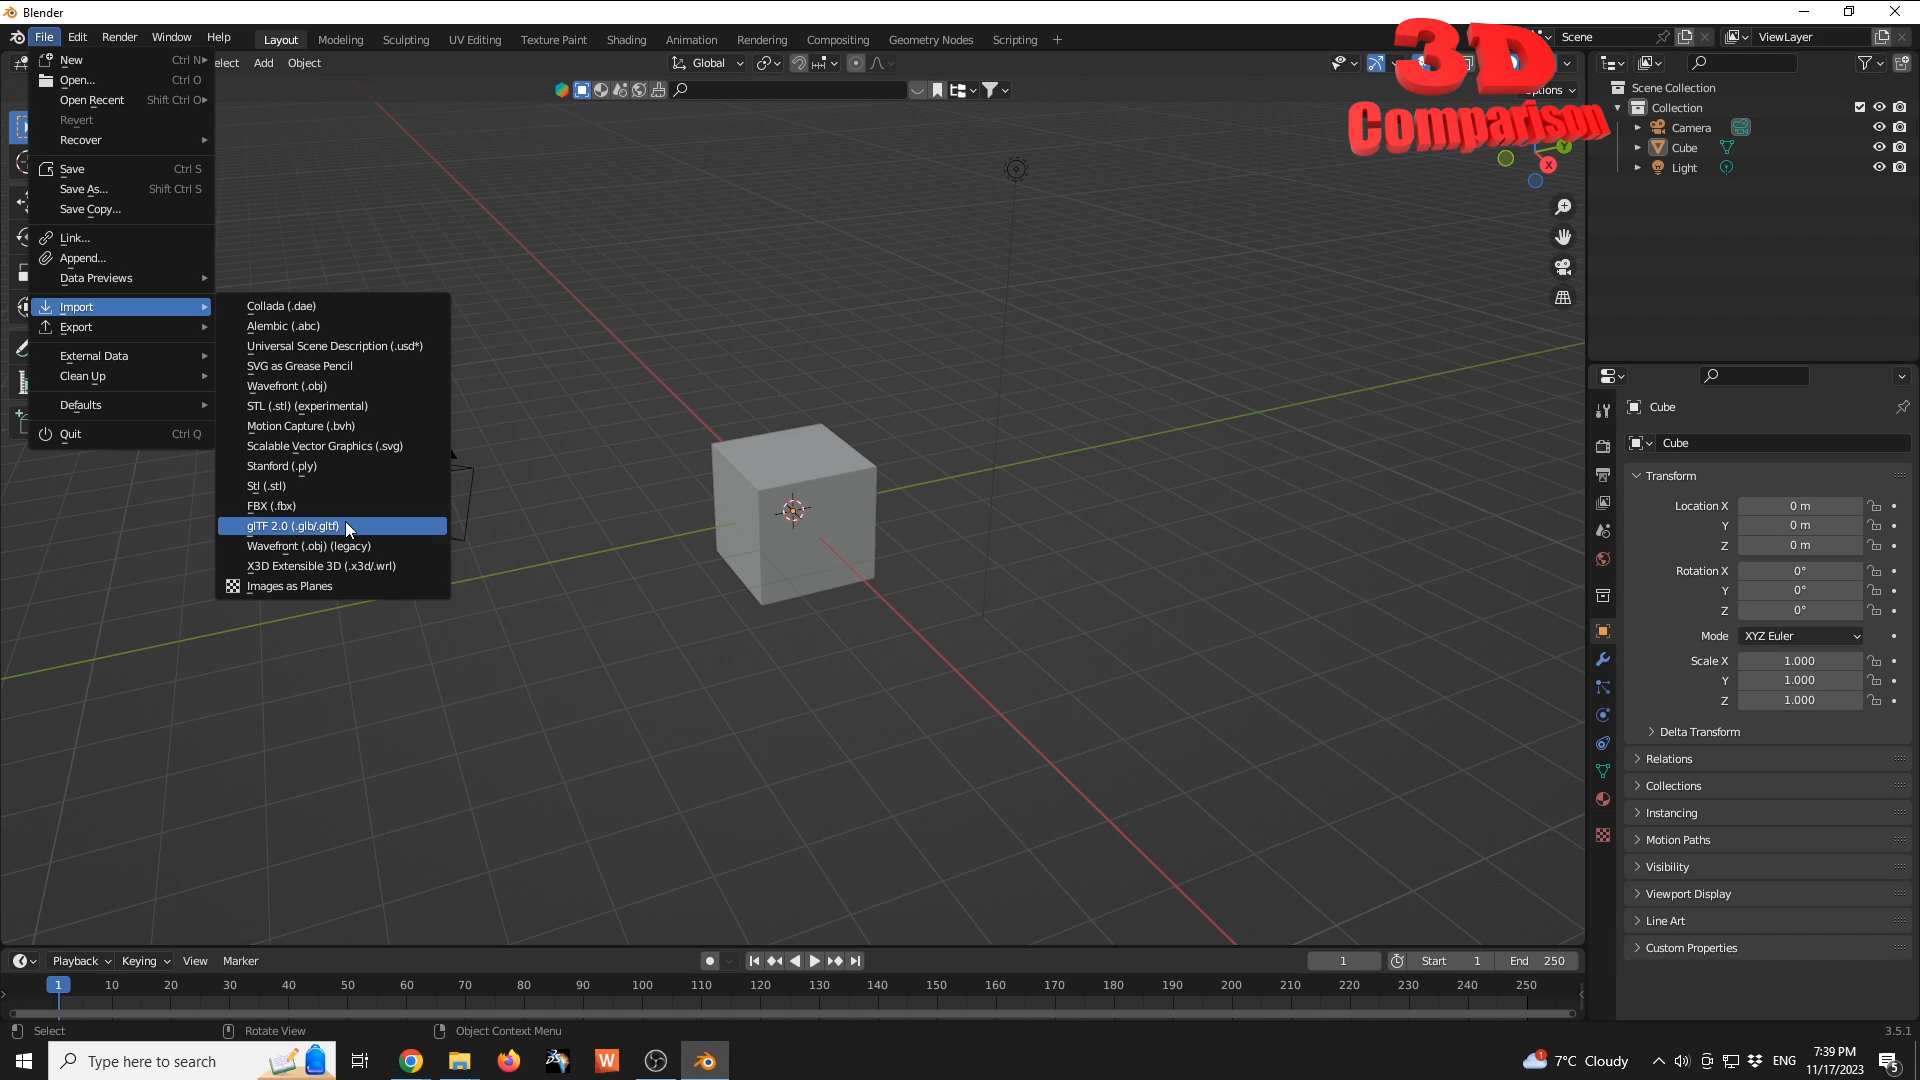 Blender
File Edit Render Window Help
Layout Modeling Sculpting UV Editing Texture Paint Shading Animation Rendering Compositing Geometry Nodes Scripting +
Scene
ViewLayer
elect Add Object
Global
ptions
3D
Comparison
Y
X
New Ctrl N
Open... Ctrl O
Open Recent Shift Ctrl O
Revert
Recover
Save Ctrl S
Save As... Shift Ctrl S
Save Copy...
Link...
Append...
Data Previews
Import
Export
External Data
Clean Up
Defaults
Quit Ctrl Q
Collada (.dae)
Alembic (.abc)
Universal Scene Description (.usd*)
SVG as Grease Pencil
Wavefront (.obj)
STL (.stl) (experimental)
Motion Capture (.bvh)
Scalable Vector Graphics (.svg)
Stanford (.ply)
Stl (.stl)
FBX (.fbx)
glTF 2.0 (.glb/.gltf)
Wavefront (.obj) (legacy)
X3D Extensible 3D (.x3d/.wrl)
Images as Planes
Scene Collection
Collection
Camera
Cube
Light
Cube
Cube
Transform
Location X 0 m
Y 0 m
Z 0 m
Rotation X 0°
Y 0°
Z 0°
Mode XYZ Euler
Scale X 1.000
Y 1.000
Z 1.000
Delta Transform
Relations
Collections
Instancing
Motion Paths
Visibility
Viewport Display
Line Art
Custom Properties
Playback Keying View Marker
1 Start 1 End 250
1 10 20 30 40 50 60 70 80 90 100 110 120 130 140 150 160 170 180 190 200 210 220 230 240 250
Select Rotate View Object Context Menu
3.5.1
Type here to search
W
1
7°C Cloudy
ENG
7:39 PM
11/17/2023
5